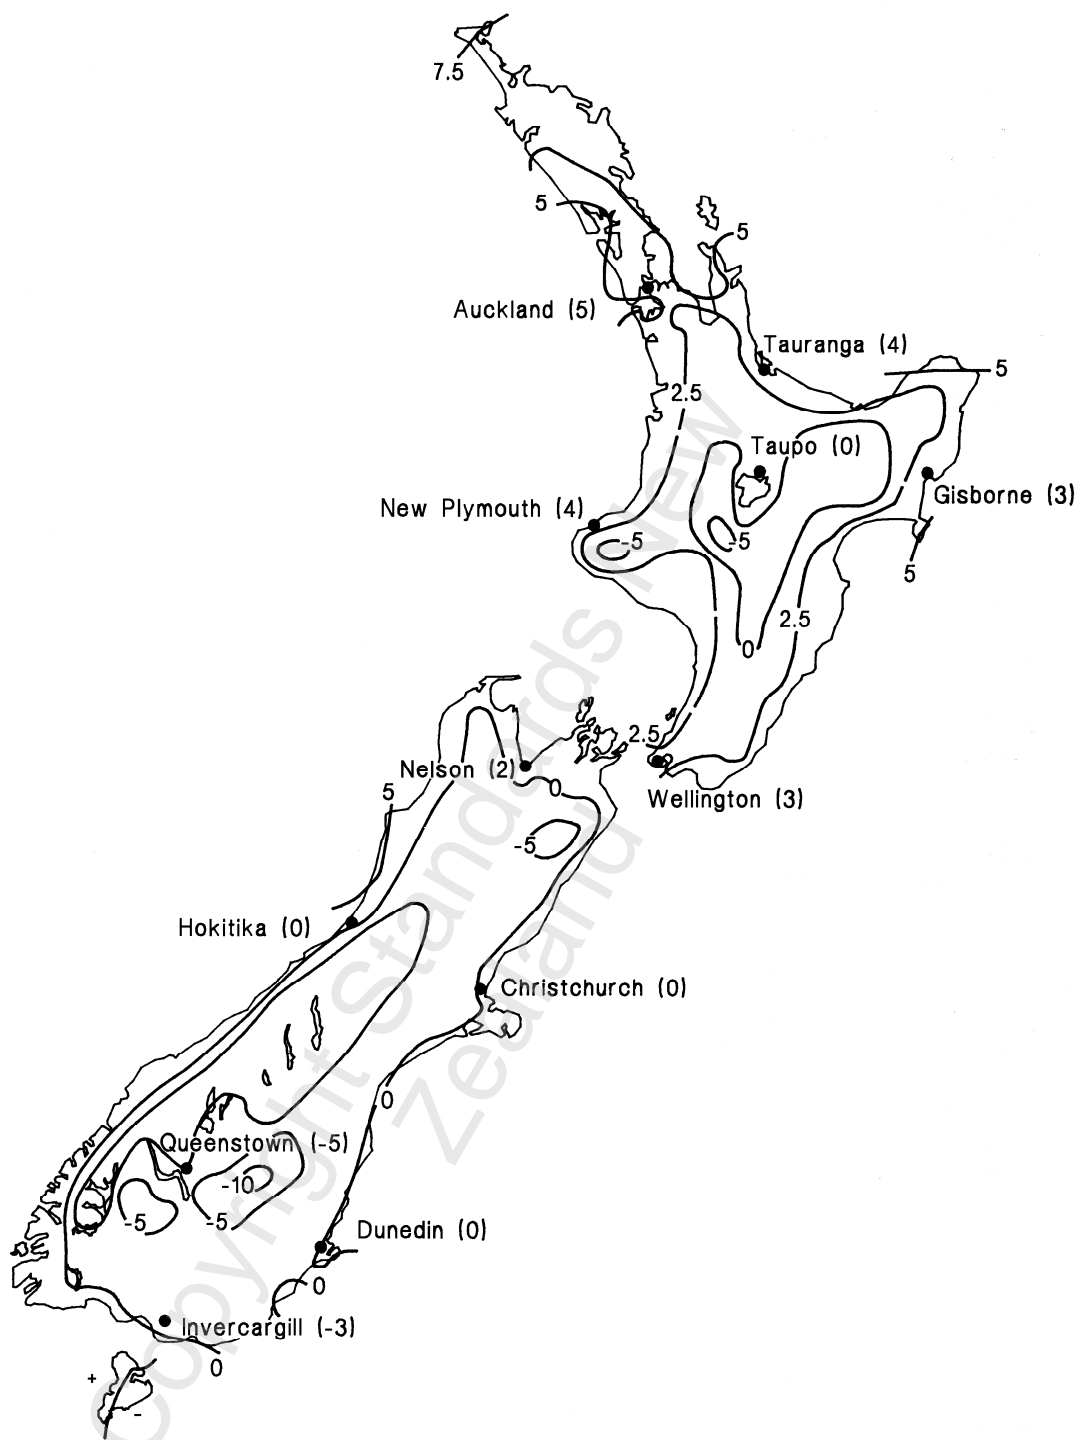 7.5
5
5
Auckland (5)
Tauranga (4)
5
2.5
Taupo (0)
Gisborne (3)
New Plymouth (4)
-5
-5
5
2.5
0
2.5
Nelson (2)
0
Wellington (3)
5
-5
Hokitika (0)
Christchurch (0)
0
Queenstown (-5)
-10
-5
-5
Dunedin (0)
0
Invercargill (-3)
0
+
-
Copyright Standards New
Zealand